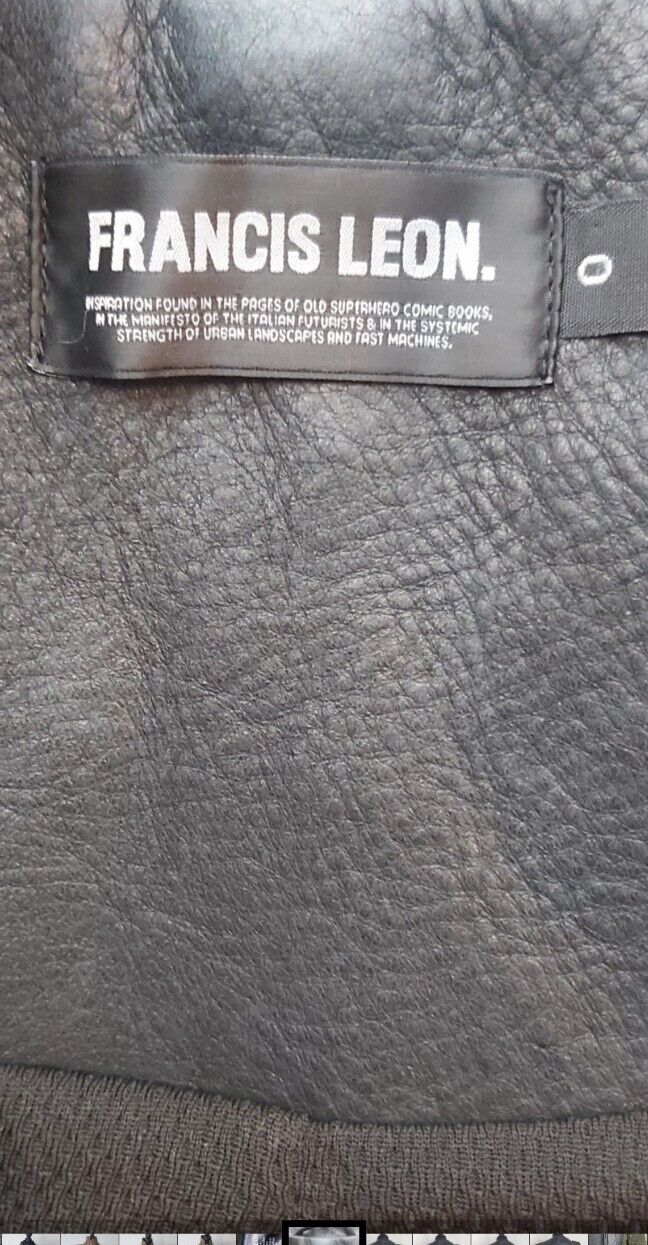 FRANCIS LEON.
0
INSPIRATION FOUND IN THE PAGES OF OLD SUPERHERO COMIC BOOKS,
IN THE MANIFESTO OF THE ITALIAN FUTURISTS & IN THE SYSTEMIC
STRENGTH OF URBAN LANDSCAPES AND FAST MACHINES.